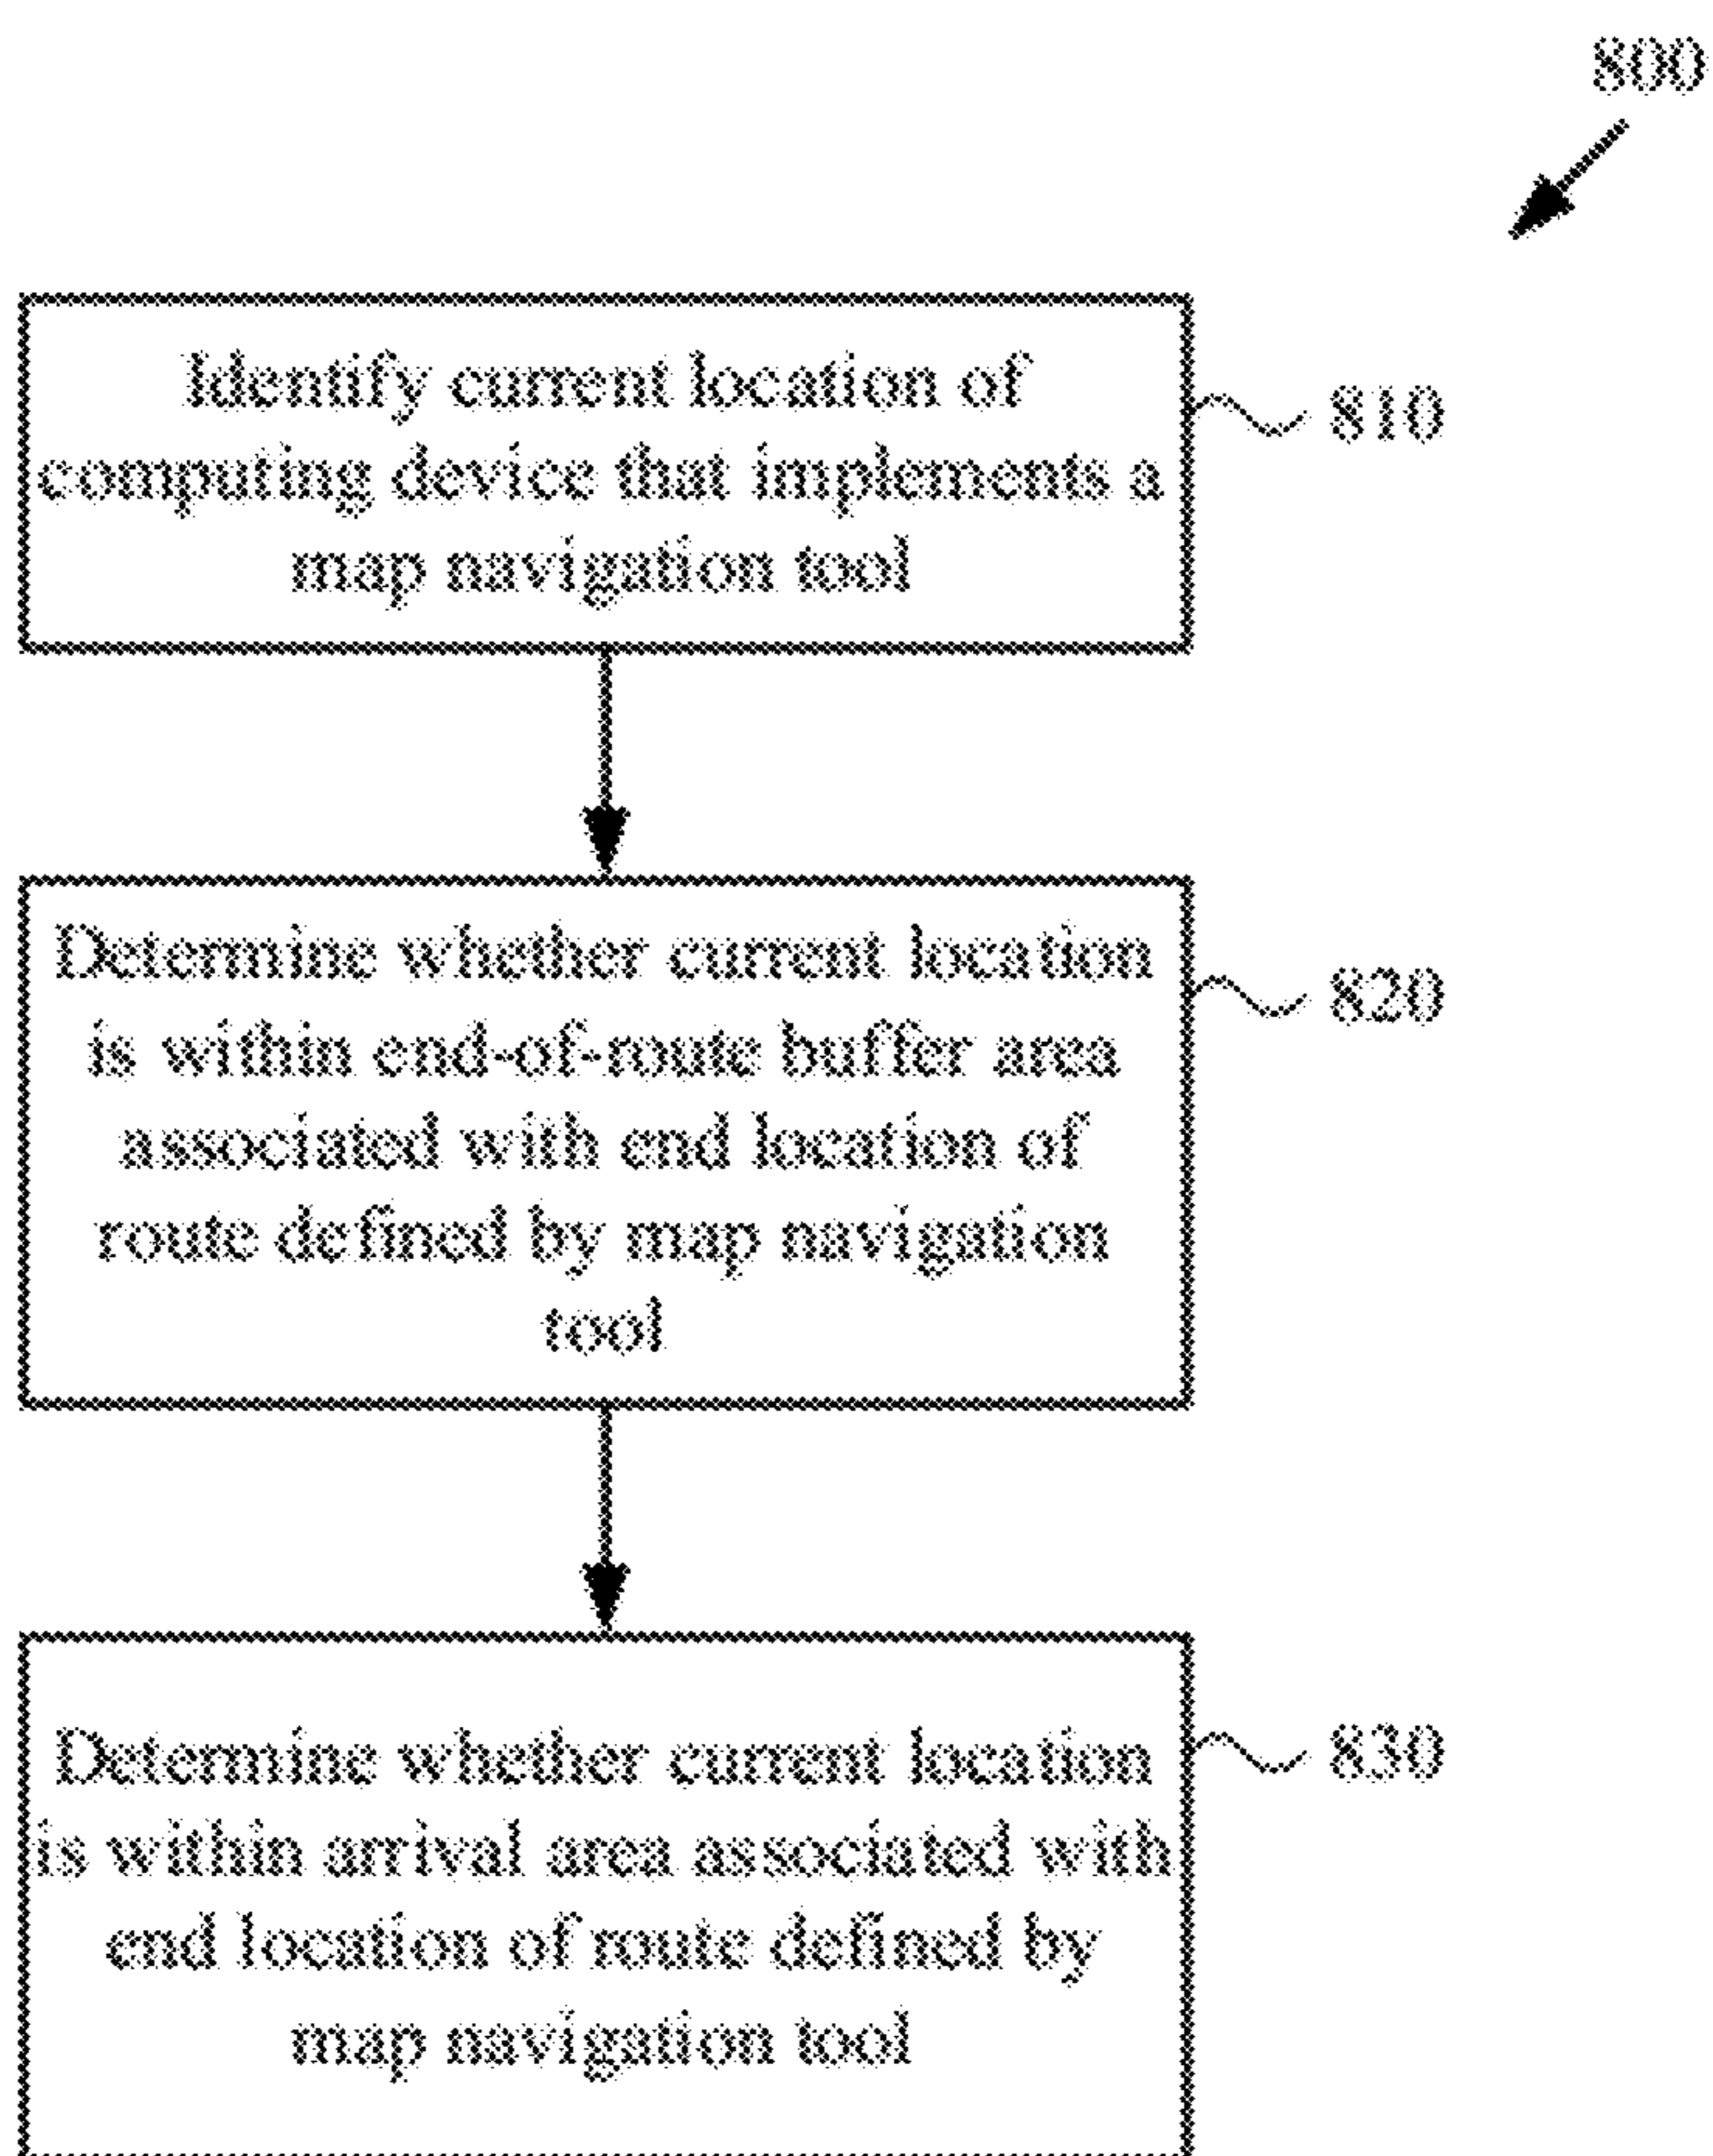 800
Identify current location of
computing device that implements a
map navigation tool
810
Determine whether current location
is within end-of-route buffer area
associated with end location of
route defined by map navigation
tool
820
Determine whether current location
is within arrival area associated with
end location of route defined by
map navigation tool
830